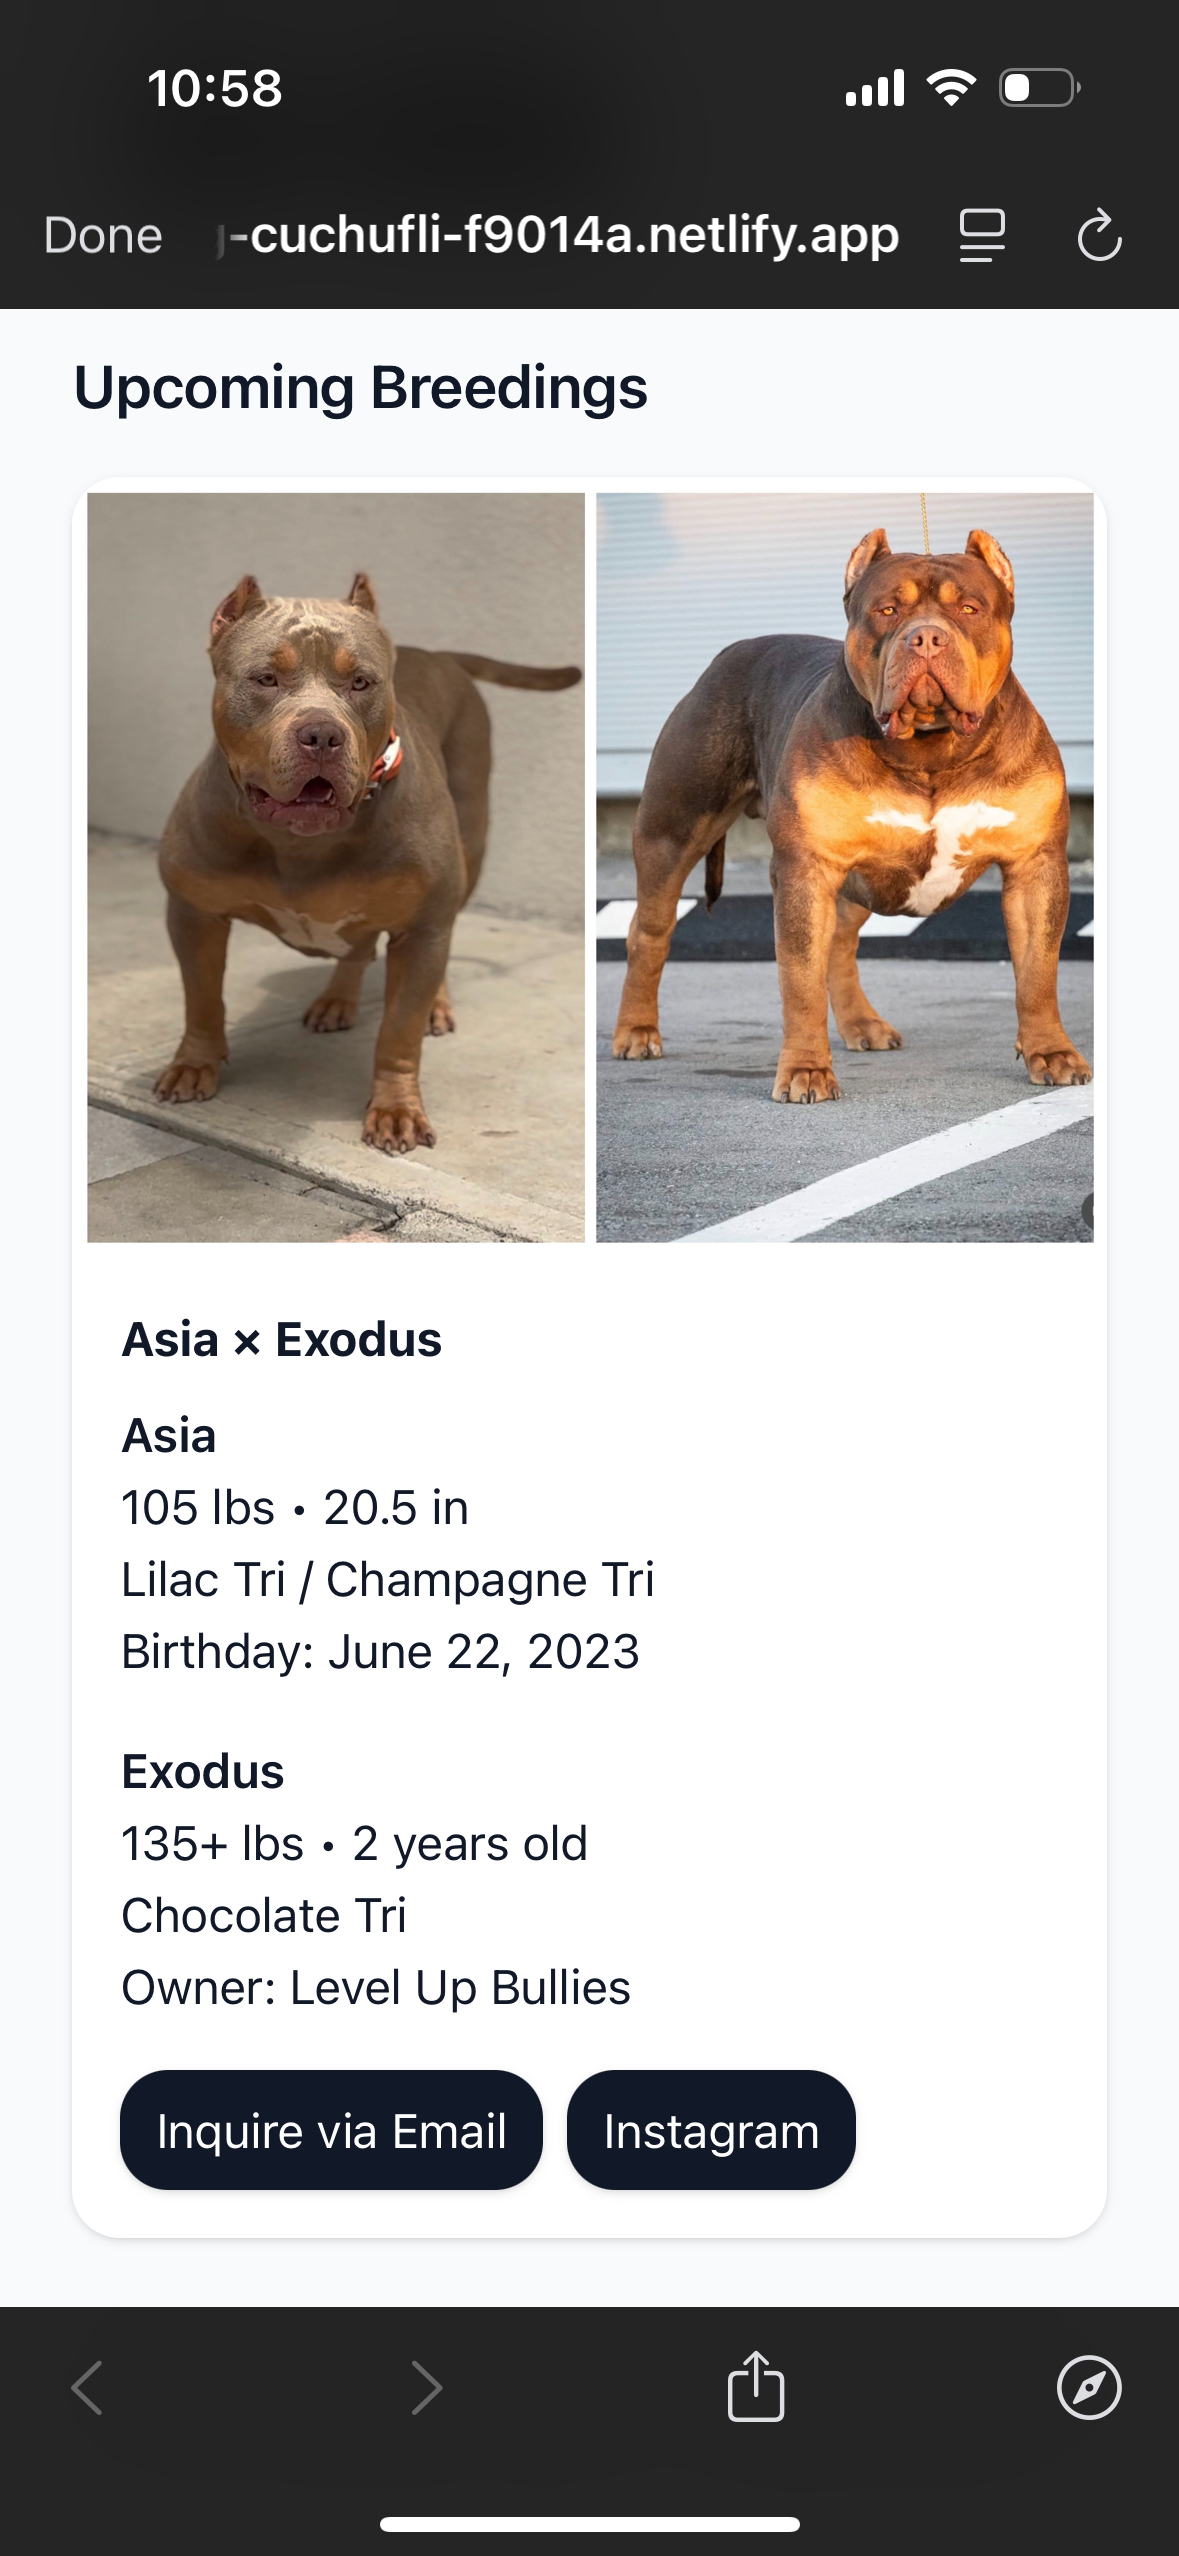 10:58
Done
-cuchufli-f9014a.netlify.app
Upcoming Breedings
Asia × Exodus
Asia
105 lbs • 20.5 in
Lilac Tri / Champagne Tri
Birthday: June 22, 2023
Exodus
135+ lbs • 2 years old
Chocolate Tri
Owner: Level Up Bullies
Inquire via Email
Instagram